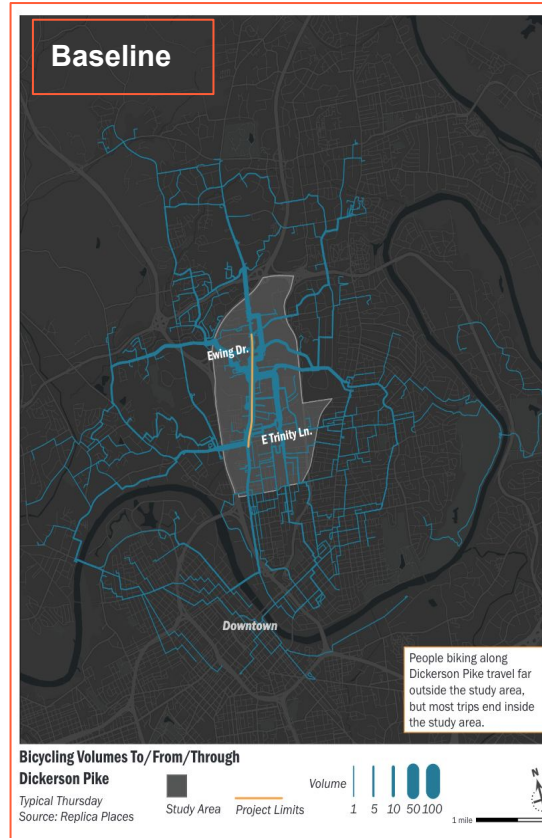 Baseline
Ewing Dr.
E Trinity Ln.
Downtown
People biking along
Dickerson Pike travel far
outside the study area,
but most trips end inside
the study area.
Bicycling Volumes To/From/Through
Dickerson Pike
Typical Thursday
Source: Replica Places
Study Area
Project Limits
Volume
1 5 10 50 100
N
1 mile